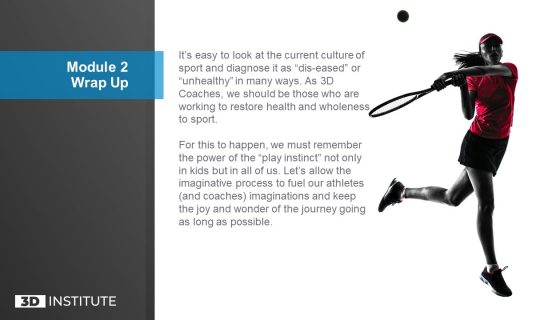 Module 2
Wrap Up
It's easy to look at the current culture of
sport and diagnose it as “dis-eased” or
“unhealthy” in many ways. As 3D
Coaches, we should be those who are
working to restore health and wholeness
to sport.
For this to happen, we must remember
the power of the “play instinct” not only
in kids but in all of us. Let's allow the
imaginative process to fuel our athletes
(and coaches) imaginations and keep
the joy and wonder of the journey going
as long as possible.
3D INSTITUTE